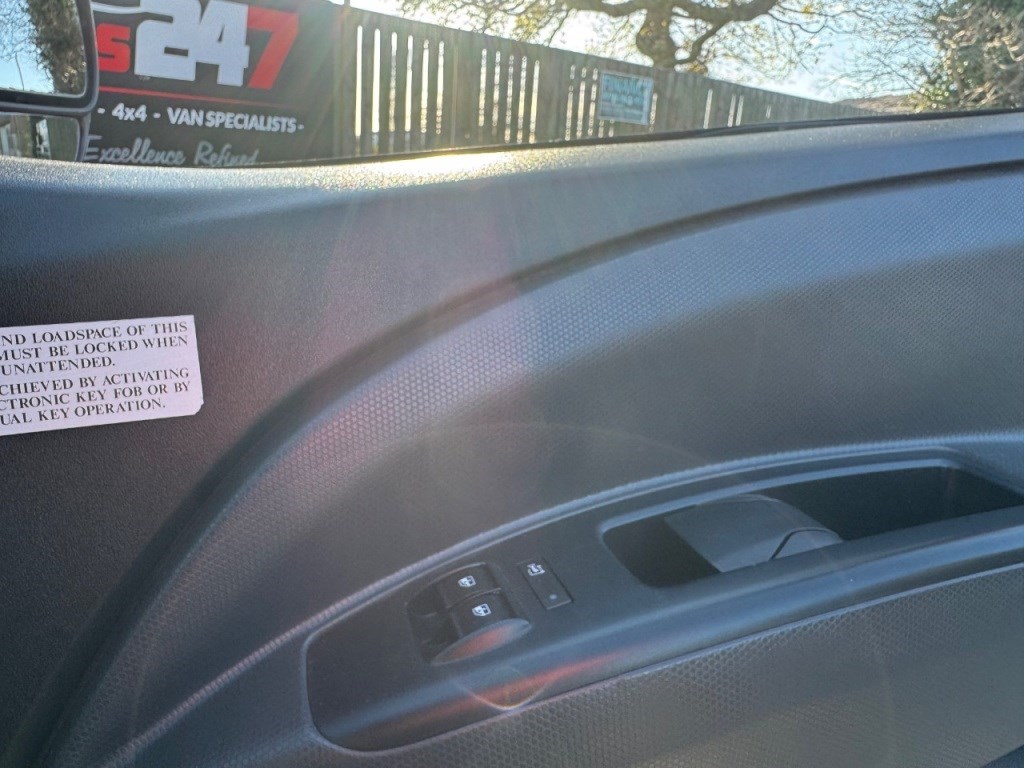 s247
- 4x4 - VAN SPECIALISTS -
Excellence Refined
ND LOADSPACE OF THIS
MUST BE LOCKED WHEN
UNATTENDED.
CHIEVED BY ACTIVATING
CTRONIC KEY FOB OR BY
UAL KEY OPERATION.